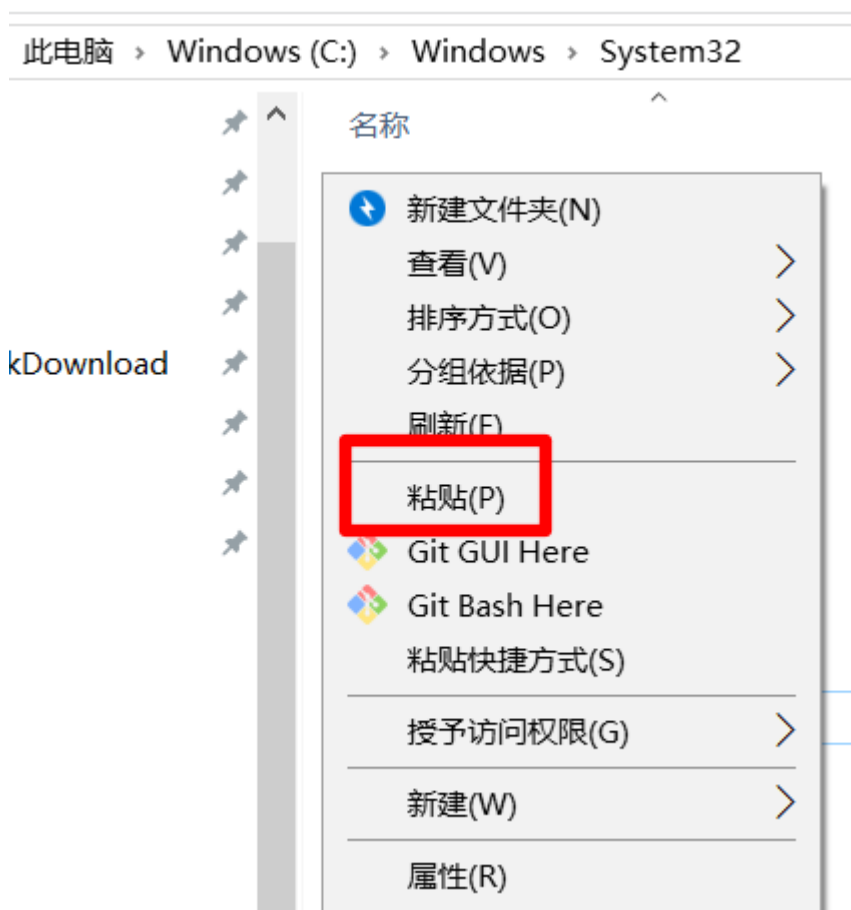 此电脑 › Windows (C:) › Windows › System32
名称
新建文件夹(N)
查看(V)
排序方式(O)
kDownload
分组依据(P)
刷新(E)
粘贴(P)
Git GUI Here
Git Bash Here
粘贴快捷方式(S)
授予访问权限(G)
新建(W)
属性(R)